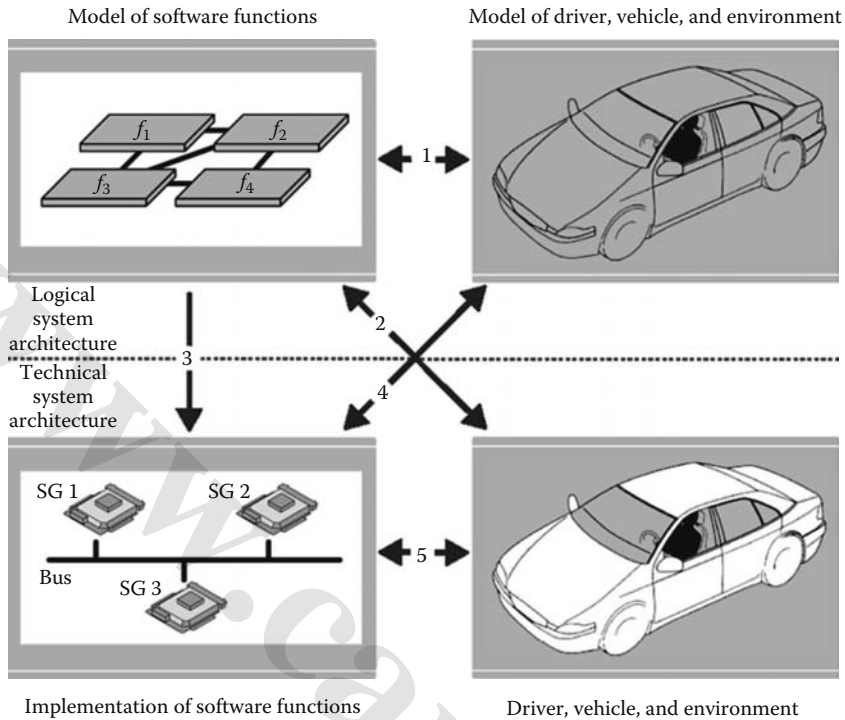 Model of software functions
Model of driver, vehicle, and environment
f1
f2
f3
f4
1
Logical
system
architecture
2
3
Technical
system
architecture
4
SG 1
SG 2
Bus
SG 3
5
Implementation of software functions
Driver, vehicle, and environment